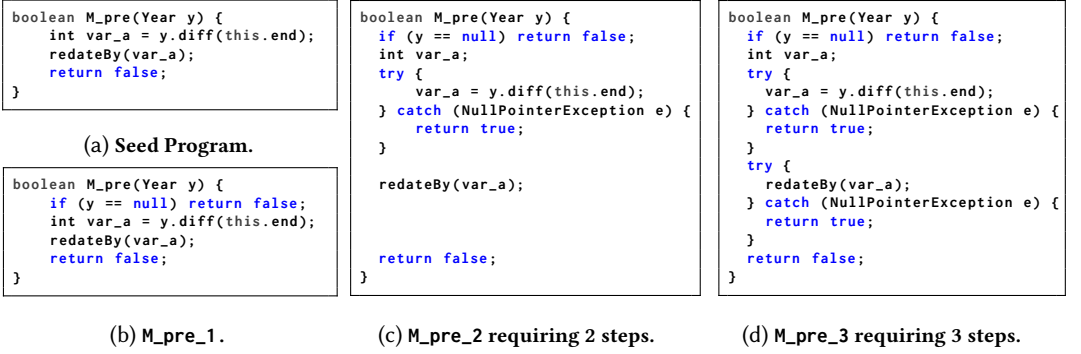 boolean M_pre(Year y) {
    int var_a = y.diff(this.end);
    redateBy(var_a);
    return false;
}
(a) Seed Program.
boolean M_pre(Year y) {
    if (y == null) return false;
    int var_a = y.diff(this.end);
    redateBy(var_a);
    return false;
}
(b) M_pre_1.
boolean M_pre(Year y) {
  if (y == null) return false;
  int var_a;
  try {
      var_a = y.diff(this.end);
  } catch (NullPointerException e) {
      return true;
  }
  redateBy(var_a);
  return false;
}
(c) M_pre_2 requiring 2 steps.
boolean M_pre(Year y) {
  if (y == null) return false;
  int var_a;
  try {
    var_a = y.diff(this.end);
  } catch (NullPointerException e) {
    return true;
  }
  try {
    redateBy(var_a);
  } catch (NullPointerException e) {
    return true;
  }
  return false;
}
(d) M_pre_3 requiring 3 steps.